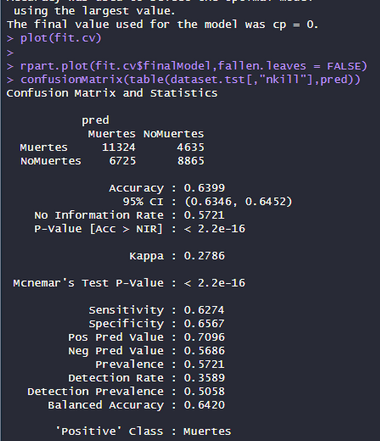 using the largest value.
The final value used for the model was cp = 0.
> plot(fit.cv)
>
> rpart.plot(fit.cv$finalModel,fallen.leaves = FALSE)
> confusionMatrix(table(dataset.tst[,"nkill"],pred))
Confusion Matrix and Statistics
pred
Muertes NoMuertes
Muertes 11324 4635
NoMuertes 6725 8865
Accuracy : 0.6399
95% CI : (0.6346, 0.6452)
No Information Rate : 0.5721
P-Value [Acc > NIR] : < 2.2e-16
Kappa : 0.2786
Mcnemar's Test P-Value : < 2.2e-16
Sensitivity : 0.6274
Specificity : 0.6567
Pos Pred Value : 0.7096
Neg Pred Value : 0.5686
Prevalence : 0.5721
Detection Rate : 0.3589
Detection Prevalence : 0.5058
Balanced Accuracy : 0.6420
'Positive' Class : Muertes